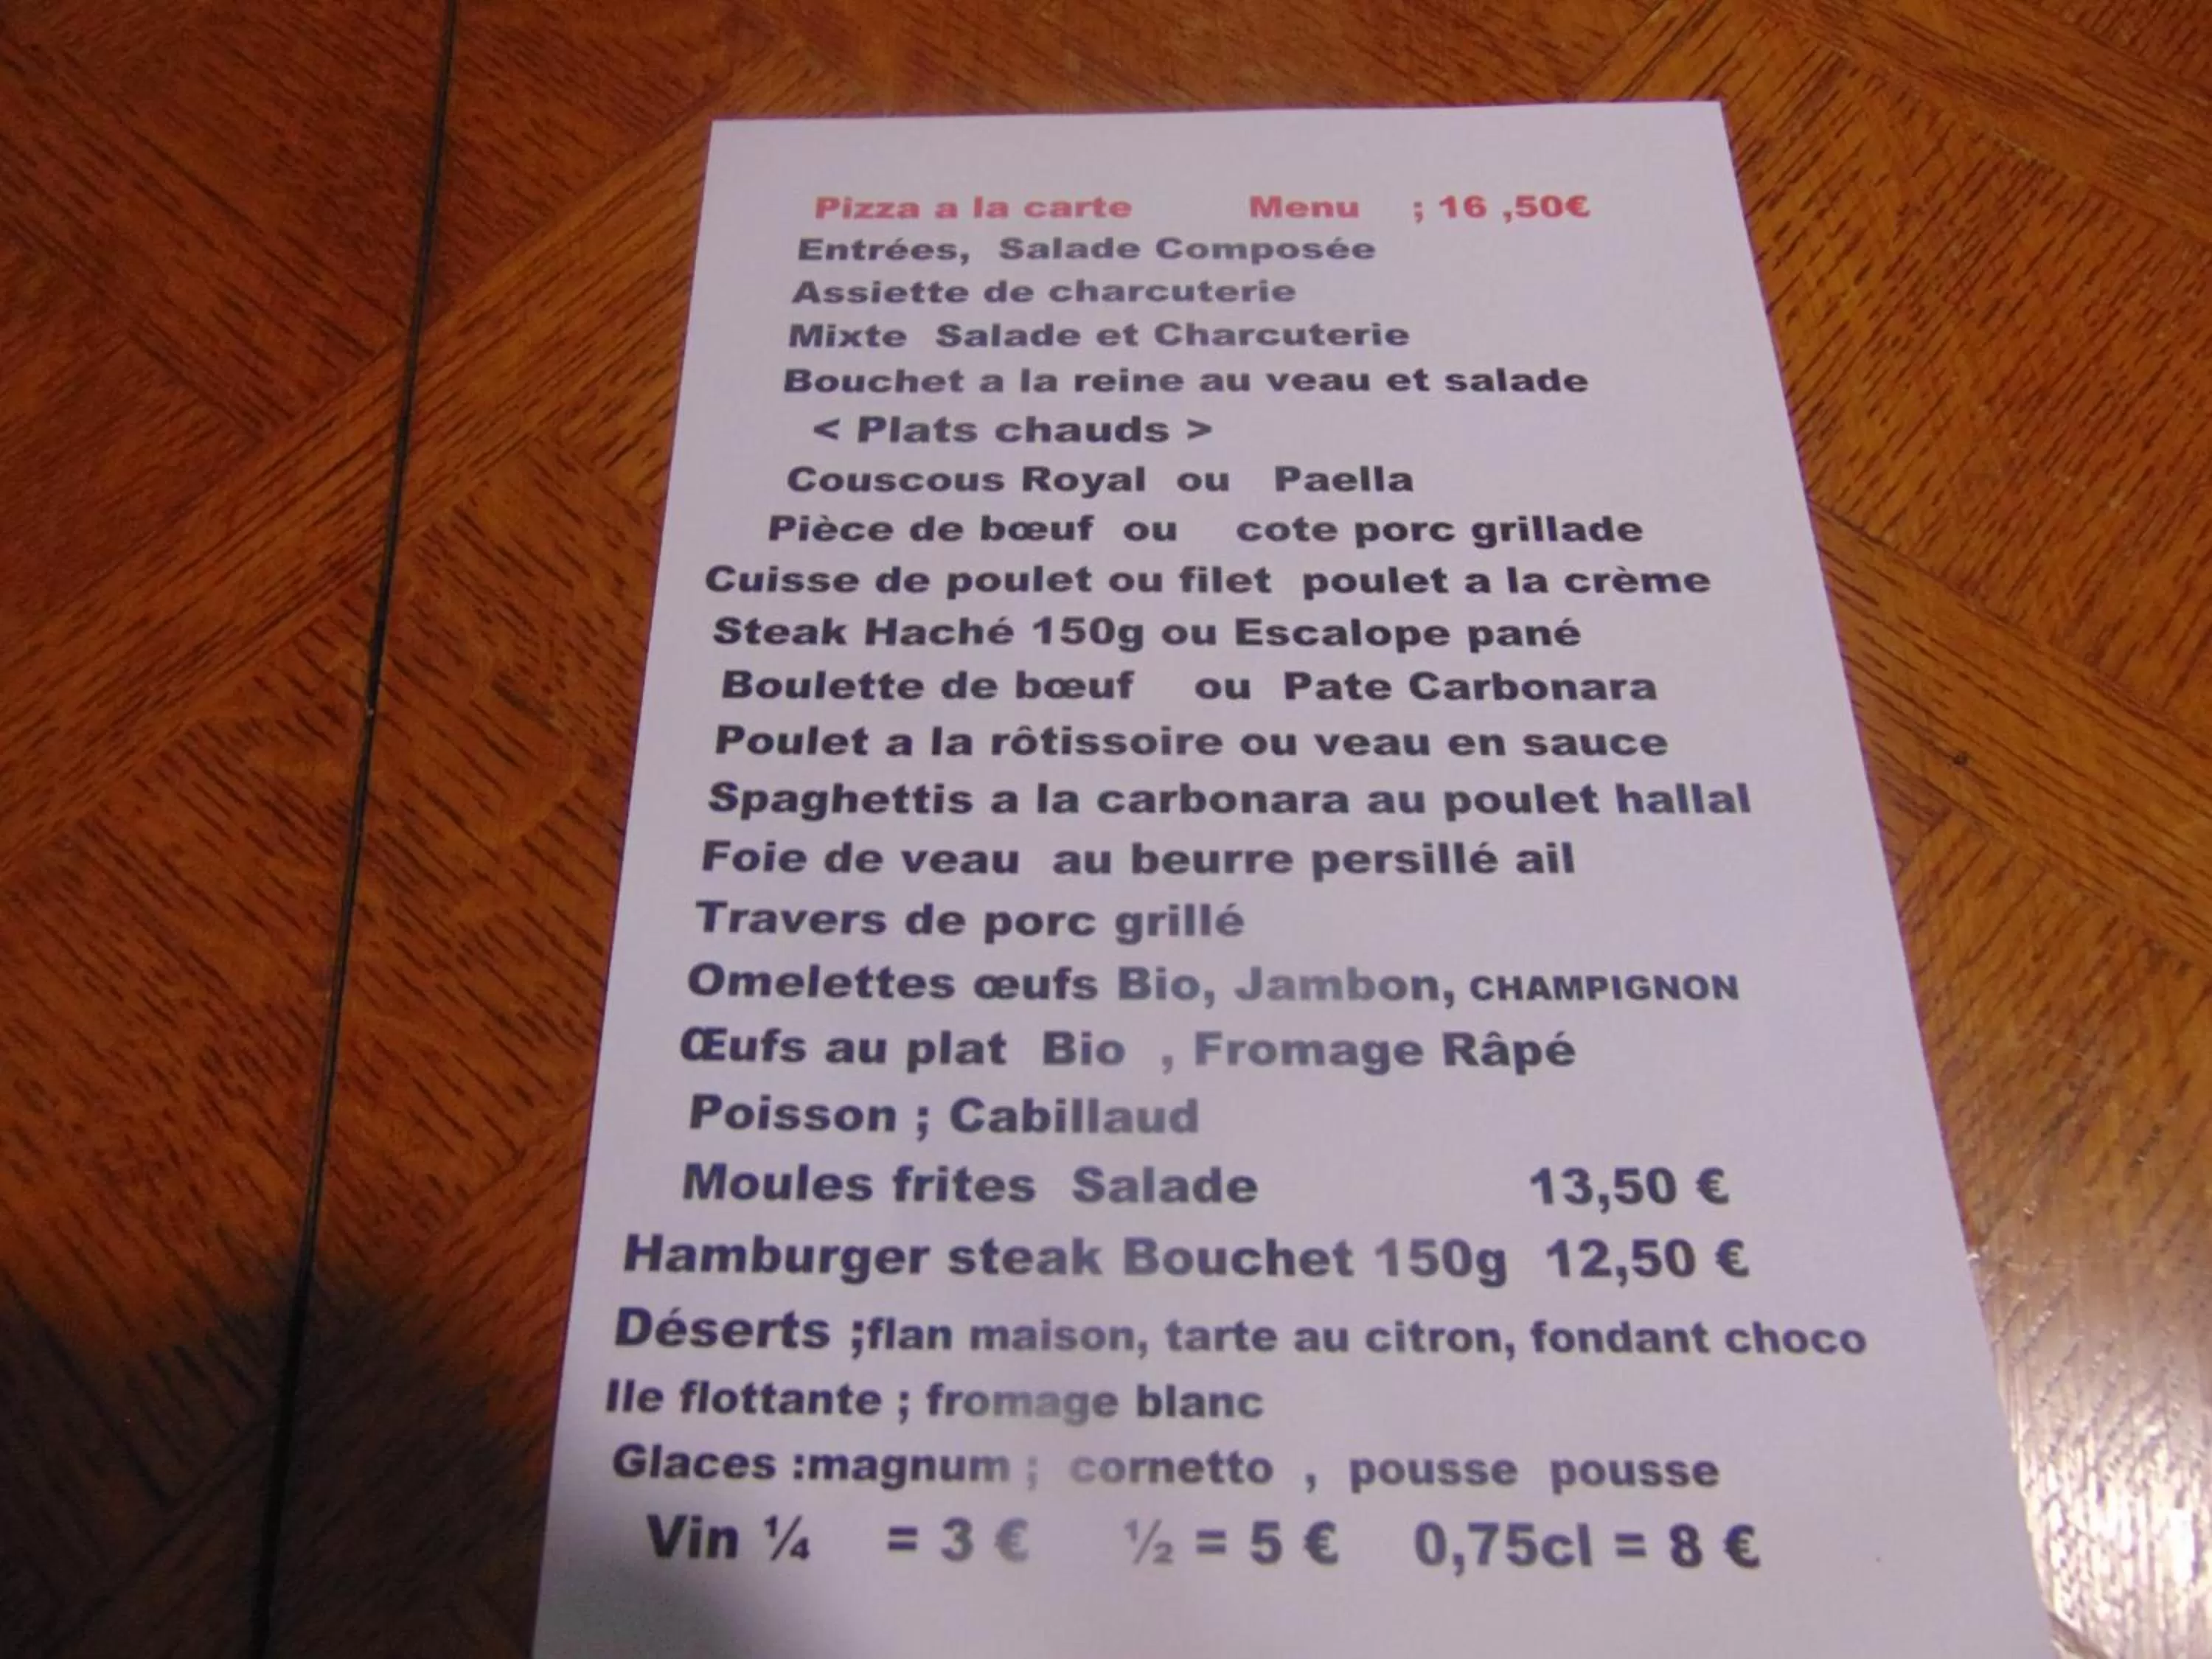 Pizza a la carte Menu ; 16 ,50€
Entrées, Salade Composée
Assiette de charcuterie
Mixte Salade et Charcuterie
Bouchet a la reine au veau et salade
< Plats chauds >
Couscous Royal ou Paella
Pièce de bœuf ou cote porc grillade
Cuisse de poulet ou filet poulet a la crème
Steak Haché 150g ou Escalope pané
Boulette de bœuf ou Pate Carbonara
Poulet a la rôtissoire ou veau en sauce
Spaghettis a la carbonara au poulet hallal
Foie de veau au beurre persillé ail
Travers de porc grillé
Omelettes œufs Bio, Jambon, CHAMPIGNON
Œufs au plat Bio , Fromage Râpé
Poisson ; Cabillaud
Moules frites Salade 13,50 €
Hamburger steak Bouchet 150g 12,50 €
Déserts ;flan maison, tarte au citron, fondant choco
Ile flottante ; fromage blanc
Glaces :magnum ; cornetto , pousse pousse
Vin ¼ = 3 € ½ = 5 € 0,75cl = 8 €